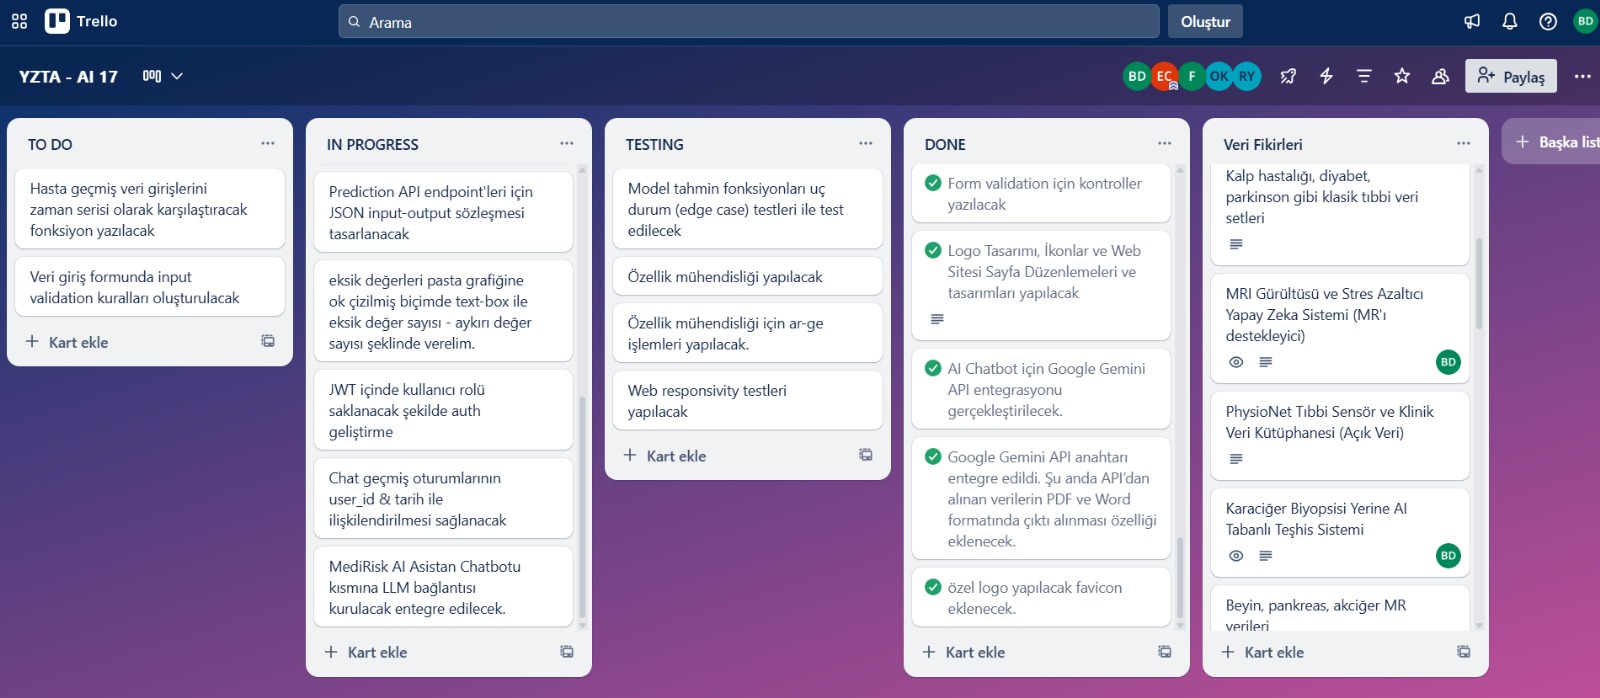 Trello
Arama
Oluştur
BD
YZTA - AI 17
BD EC F OK RY
Paylaş
TO DO
Hasta geçmiş veri girişlerini
zaman serisi olarak karşılaştıracak
fonksiyon yazılacak
Veri giriş formunda input
validation kuralları oluşturulacak
Kart ekle
IN PROGRESS
Prediction API endpoint'leri için
JSON input-output sözleşmesi
tasarlanacak
eksik değerleri pasta grafiğine
ok çizilmiş biçimde text-box ile
eksik değer sayısı - aykırı değer
sayısı şeklinde verelim.
JWT içinde kullanıcı rolü
saklanacak şekilde auth
geliştirme
Chat geçmiş oturumlarının
user_id & tarih ile
ilişkilendirilmesi sağlanacak
MediRisk AI Asistan Chatbotu
kısmına LLM bağlantısı
kurulacak entegre edilecek.
Kart ekle
TESTING
Model tahmin fonksiyonları uç
durum (edge case) testleri ile test
edilecek
Özellik mühendisliği yapılacak
Özellik mühendisliği için ar-ge
işlemleri yapılacak.
Web responsivity testleri
yapılacak
Kart ekle
DONE
Form validation için kontroller
yazılacak
Logo Tasarımı, İkonlar ve Web
Sitesi Sayfa Düzenlemeleri ve
tasarımları yapılacak
AI Chatbot için Google Gemini
API entegrasyonu
gerçekleştirilecek.
Google Gemini API anahtarı
entegre edildi. Şu anda API’dan
alınan verilerin PDF ve Word
formatında çıktı alınması özelliği
eklenecek.
özel logo yapılacak favicon
eklenecek.
Kart ekle
Veri Fikirleri
Kalp hastalığı, diyabet,
parkinson gibi klasik tıbbi veri
setleri
MRI Gürültüsü ve Stres Azaltıcı
Yapay Zeka Sistemi (MR'ı
destekleyici)
BD
PhysioNet Tıbbi Sensör ve Klinik
Veri Kütüphanesi (Açık Veri)
Karaciğer Biyopsisi Yerine AI
Tabanlı Teşhis Sistemi
BD
Beyin, pankreas, akciğer MR
verileri
Kart ekle
Başka list